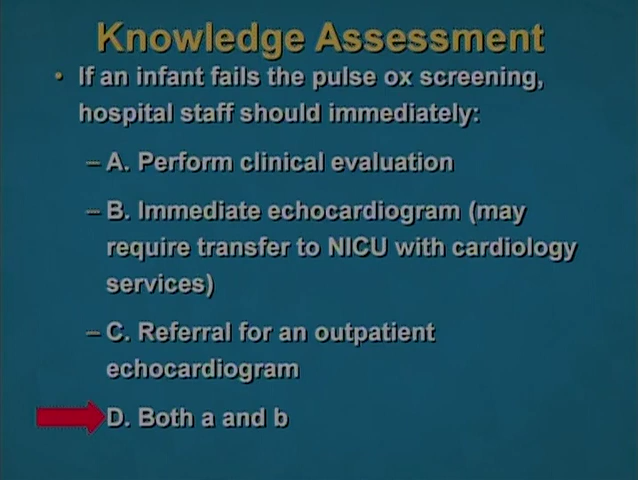 Knowledge Assessment
• If an infant fails the pulse ox screening,
hospital staff should immediately:
– A. Perform clinical evaluation
– B. Immediate echocardiogram (may
require transfer to NICU with cardiology
services)
– C. Referral for an outpatient
echocardiogram
D. Both a and b